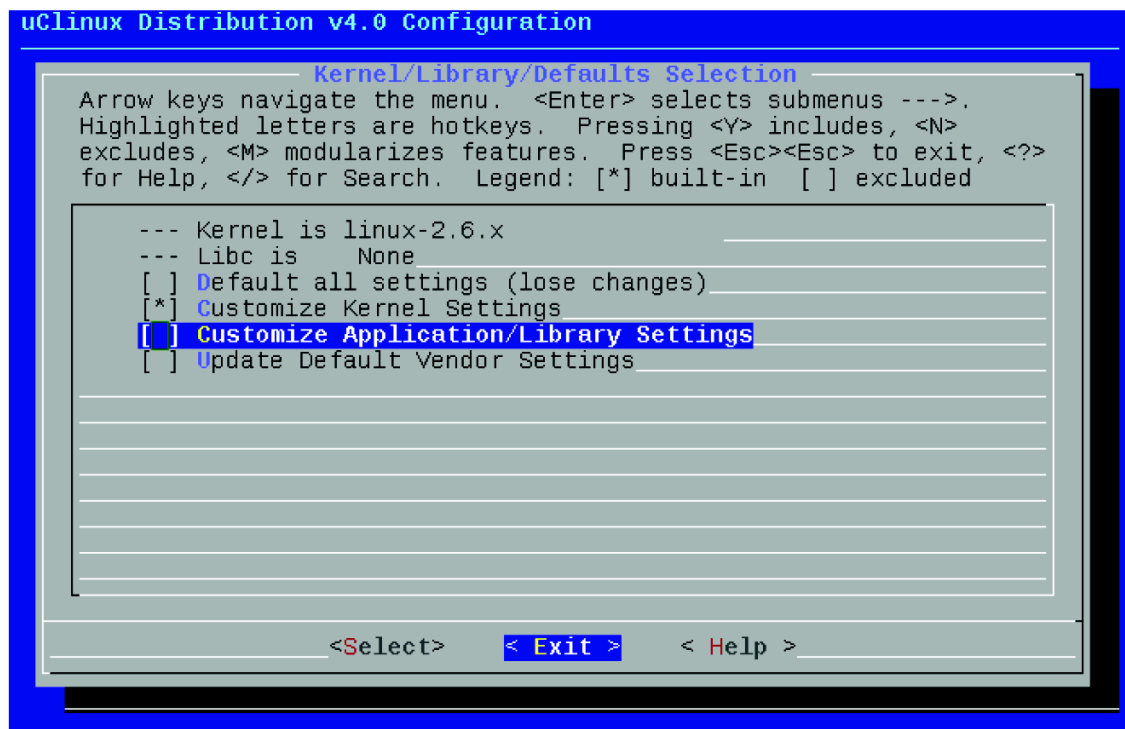 uClinux Distribution v4.0 Configuration
Kernel/Library/Defaults Selection
Arrow keys navigate the menu.  <Enter> selects submenus --->.
Highlighted letters are hotkeys.  Pressing <Y> includes, <N>
excludes, <M> modularizes features.  Press <Esc><Esc> to exit, <?>
for Help, </> for Search.  Legend: [*] built-in  [ ] excluded
--- Kernel is linux-2.6.x
--- Libc is    None
[ ] Default all settings (lose changes)
[*] Customize Kernel Settings
[ ] Customize Application/Library Settings
[ ] Update Default Vendor Settings
<Select>    < Exit >    < Help >